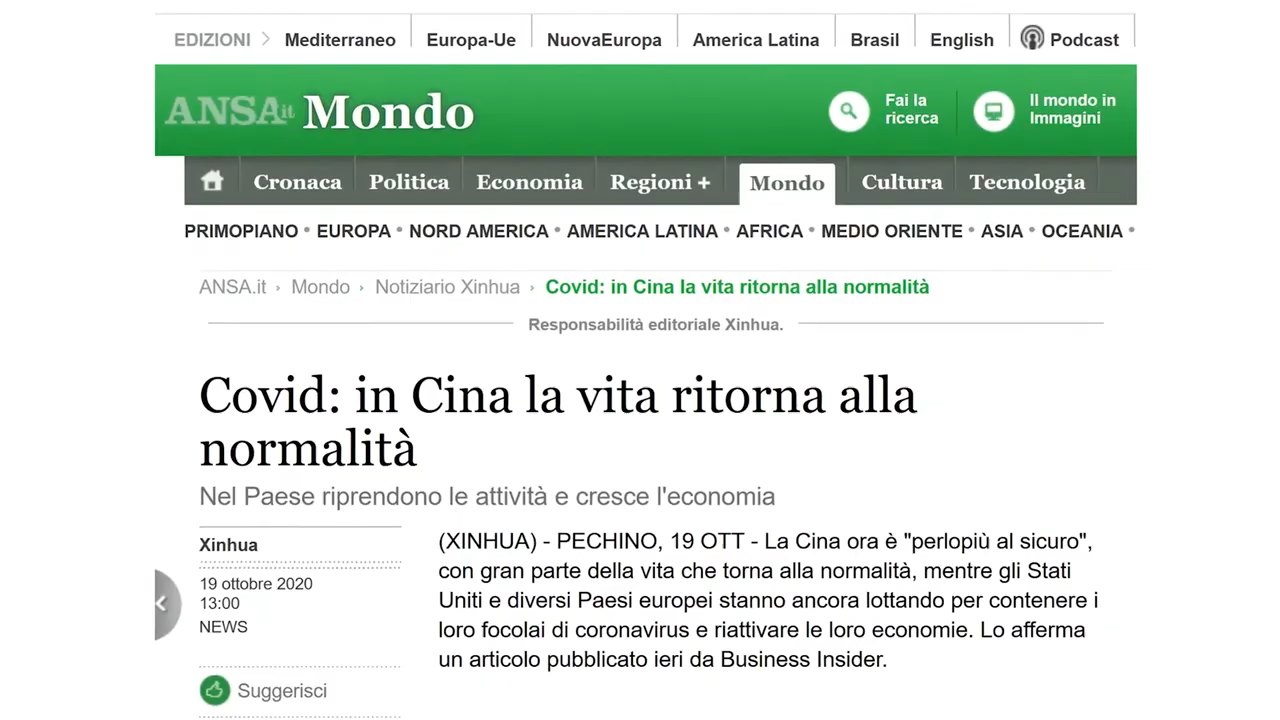 EDIZIONI Mediterraneo Europa-Ue NuovaEuropa America Latina Brasil English Podcast
ANSA.it Mondo
Fai la
ricerca
Il mondo in
Immagini
Cronaca Politica Economia Regioni + Mondo Cultura Tecnologia
PRIMOPIANO • EUROPA • NORD AMERICA • AMERICA LATINA • AFRICA • MEDIO ORIENTE • ASIA • OCEANIA •
ANSA.it › Mondo › Notiziario Xinhua › Covid: in Cina la vita ritorna alla normalità
Responsabilità editoriale Xinhua.
Covid: in Cina la vita ritorna alla
normalità
Nel Paese riprendono le attività e cresce l'economia
Xinhua
19 ottobre 2020
13:00
NEWS
Suggerisci
(XINHUA) - PECHINO, 19 OTT - La Cina ora è "perlopiù al sicuro",
con gran parte della vita che torna alla normalità, mentre gli Stati
Uniti e diversi Paesi europei stanno ancora lottando per contenere i
loro focolai di coronavirus e riattivare le loro economie. Lo afferma
un articolo pubblicato ieri da Business Insider.